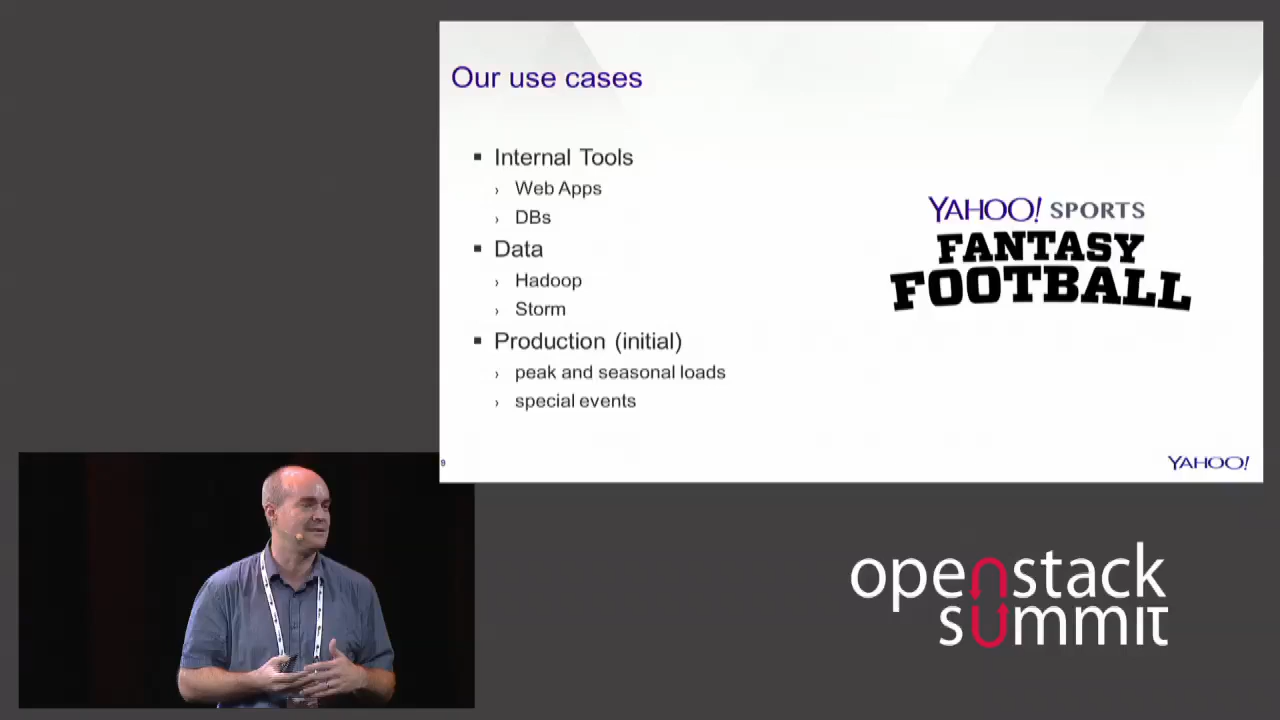 Our use cases
Internal Tools
Web Apps
DBs
Data
Hadoop
Storm
Production (initial)
peak and seasonal loads
special events
YAHOO! SPORTS
FANTASY
FOOTBALL
9
YAHOO!
openstack
summit